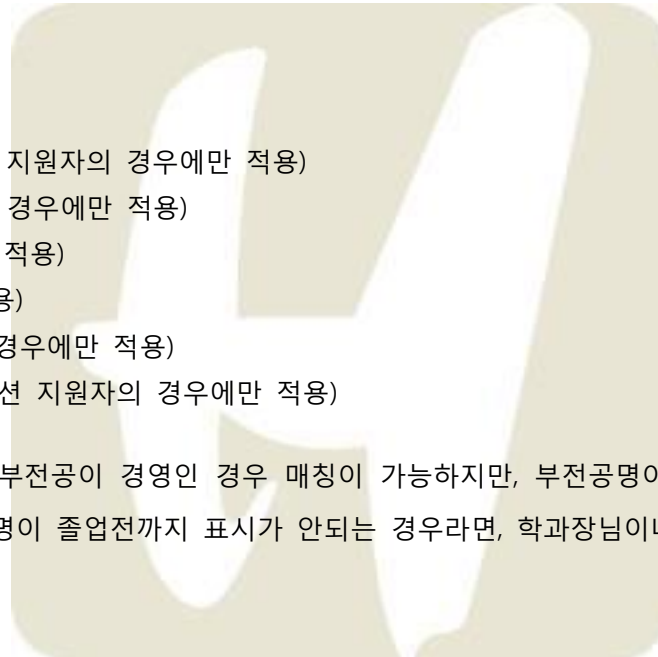 지원자의 경우에만 적용)
경우에만 적용)
적용)
용)
경우에만 적용)
션 지원자의 경우에만 적용)
부전공이 경영인 경우 매칭이 가능하지만, 부전공명이
명이 졸업전까지 표시가 안되는 경우라면, 학과장님이나